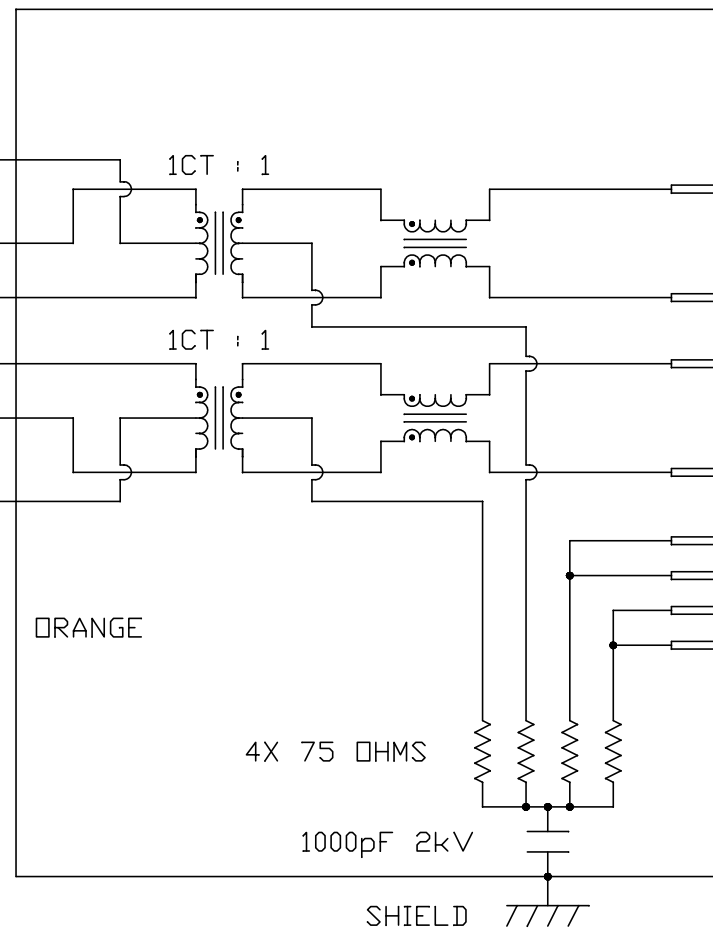 1CT : 1
1CT : 1
ORANGE
4X 75 OHMS
1000pF 2kV
SHIELD